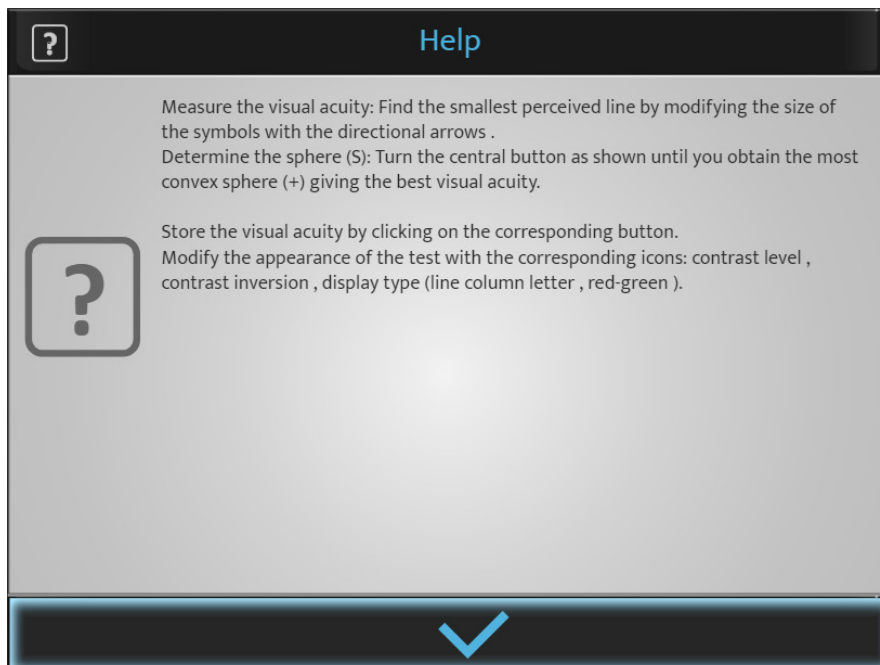 ?
Help
Measure the visual acuity: Find the smallest perceived line by modifying the size of
the symbols with the directional arrows .
Determine the sphere (S): Turn the central button as shown until you obtain the most
convex sphere (+) giving the best visual acuity.
Store the visual acuity by clicking on the corresponding button.
Modify the appearance of the test with the corresponding icons: contrast level ,
contrast inversion , display type (line column letter , red-green ).
?